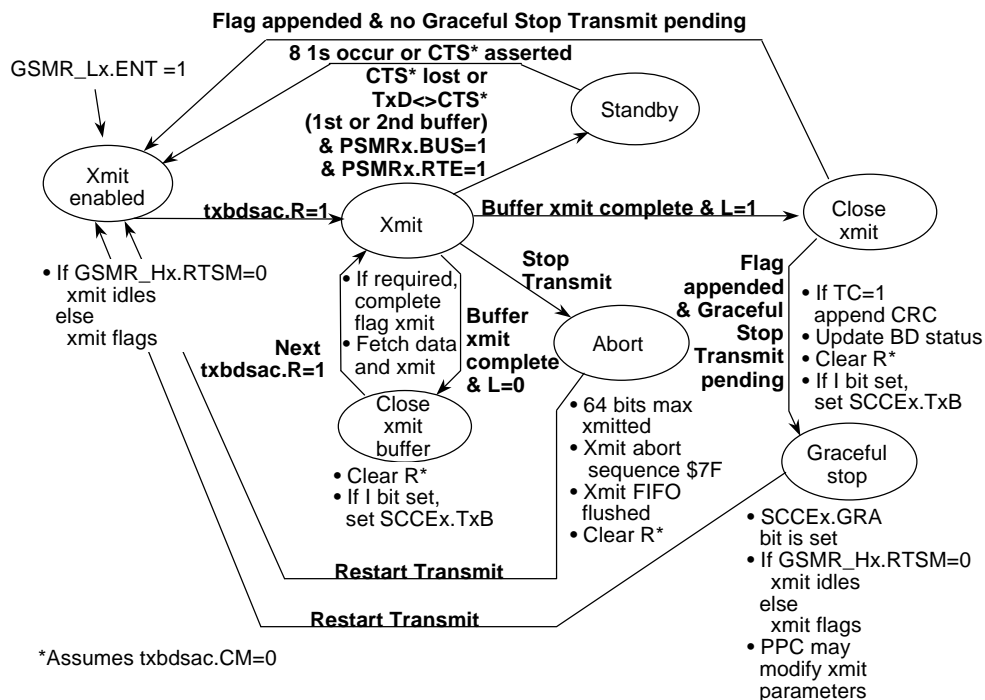 Flag appended & no Graceful Stop Transmit pending
8 1s occur or CTS* asserted
GSMR_Lx.ENT =1
CTS* lost or
TxD<>CTS*
(1st or 2nd buffer)
& PSMRx.BUS=1
& PSMRx.RTE=1
Standby
Xmit
enabled
txbdsac.R=1
Xmit
Buffer xmit complete & L=1
Close
xmit
• If GSMR_Hx.RTSM=0
xmit idles
else
xmit flags
• If required,
complete
flag xmit
• Fetch data
and xmit
Next
txbdsac.R=1
Buffer
xmit
complete
& L=0
Stop
Transmit
Abort
Flag
appended
& Graceful
Stop
Transmit
pending
• If TC=1
append CRC
• Update BD status
• Clear R*
• If I bit set,
set SCCEx.TxB
Close
xmit
buffer
• Clear R*
• If I bit set,
set SCCEx.TxB
• 64 bits max
xmitted
• Xmit abort
sequence $7F
• Xmit FIFO
flushed
• Clear R*
Graceful
stop
• SCCEx.GRA
bit is set
• If GSMR_Hx.RTSM=0
xmit idles
else
xmit flags
• PPC may
modify xmit
parameters
Restart Transmit
Restart Transmit
*Assumes txbdsac.CM=0